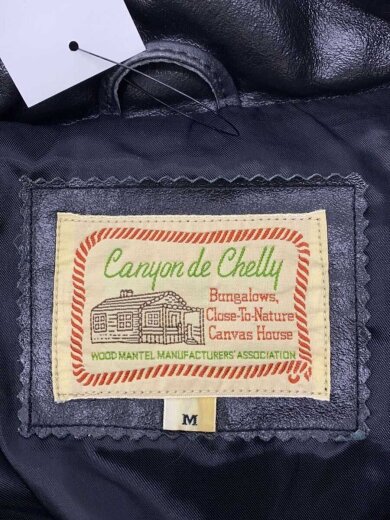 Canyon de Chelly
Bungalows,
Close-To-Nature
Canvas House
WOOD MANTEL MANUFACTURERS' ASSOCIATION
M